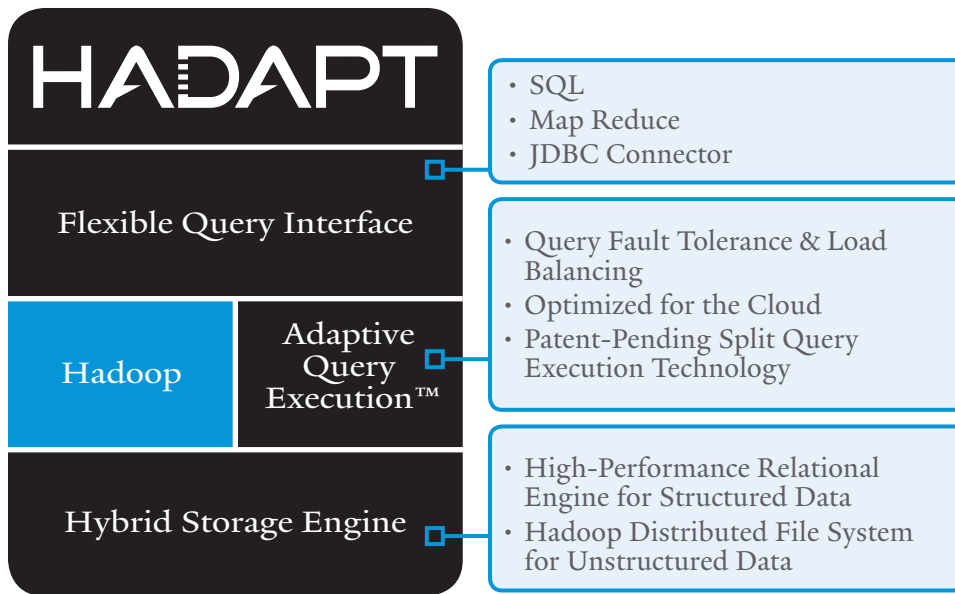 HADAPT
· SQL
· Map Reduce
· JDBC Connector
Flexible Query Interface
· Query Fault Tolerance & Load
Balancing
· Optimized for the Cloud
· Patent-Pending Split Query
Execution Technology
Hadoop
Adaptive
Query
Execution™
Hybrid Storage Engine
· High-Performance Relational
Engine for Structured Data
· Hadoop Distributed File System
for Unstructured Data